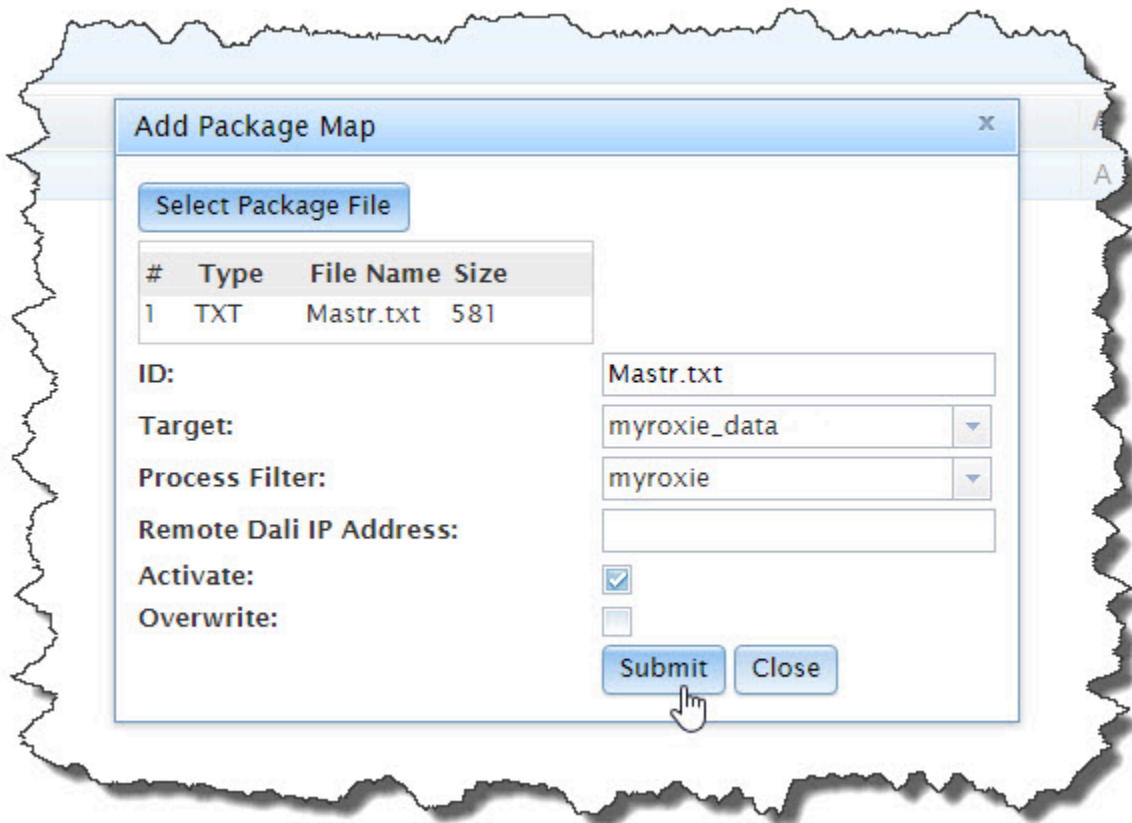 Add Package Map x
Select Package File
# Type File Name Size
1 TXT Mastr.txt 581
ID: Mastr.txt
Target: myroxie_data
Process Filter: myroxie
Remote Dali IP Address:
Activate:
Overwrite:
Submit Close
A